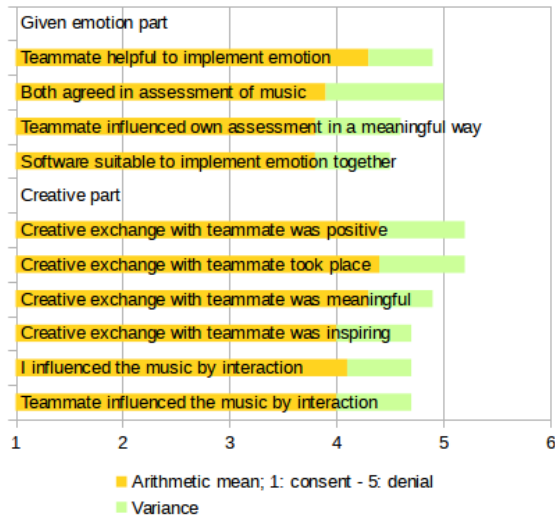 Given emotion part
Teammate helpful to implement emotion
Both agreed in assessment of music
Teammate influenced own assessment in a meaningful way
Software suitable to implement emotion together
Creative part
Creative exchange with teammate was positive
Creative exchange with teammate took place
Creative exchange with teammate was meaningful
Creative exchange with teammate was inspiring
I influenced the music by interaction
Teammate influenced the music by interaction
1 2 3 4 5 6
Arithmetic mean; 1: consent - 5: denial
Variance